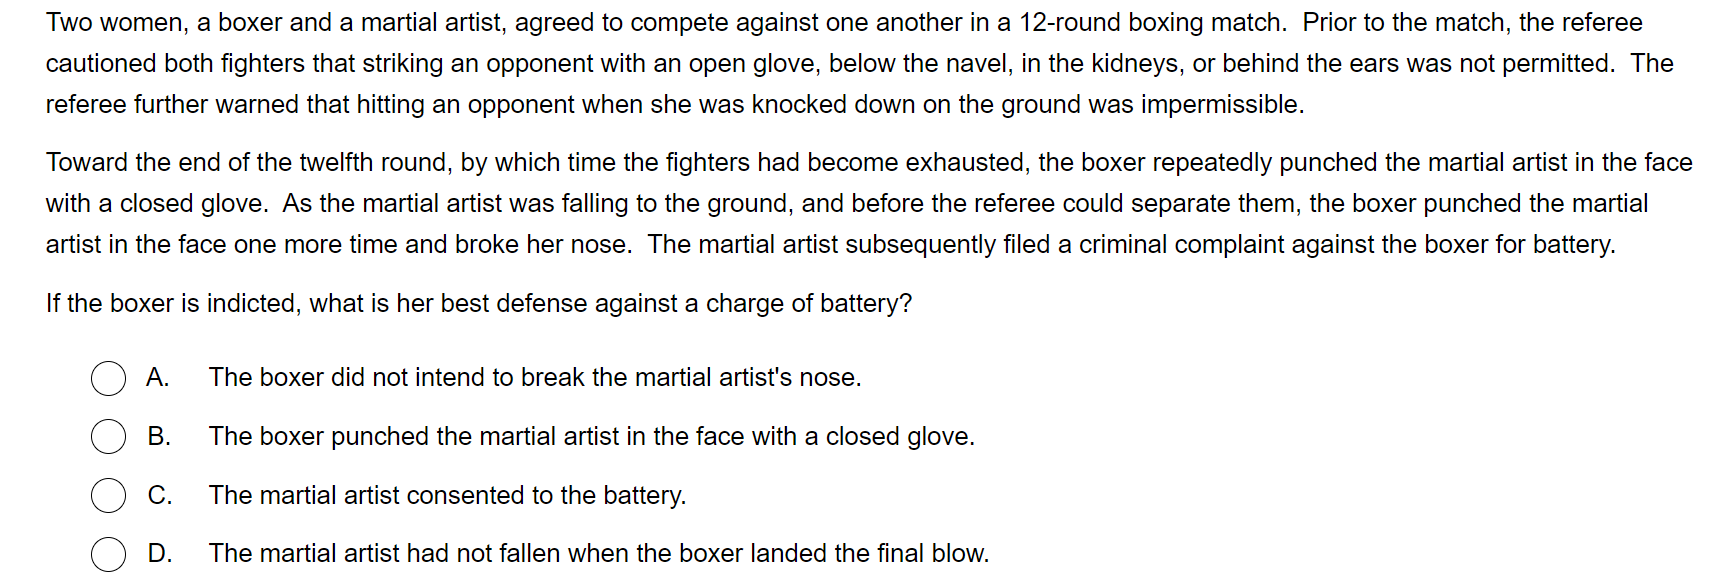 Two women, a boxer and a martial artist, agreed to compete against one another in a 12-round boxing match.  Prior to the match, the referee
cautioned both fighters that striking an opponent with an open glove, below the navel, in the kidneys, or behind the ears was not permitted.  The
referee further warned that hitting an opponent when she was knocked down on the ground was impermissible.
Toward the end of the twelfth round, by which time the fighters had become exhausted, the boxer repeatedly punched the martial artist in the face
with a closed glove.  As the martial artist was falling to the ground, and before the referee could separate them, the boxer punched the martial
artist in the face one more time and broke her nose.  The martial artist subsequently filed a criminal complaint against the boxer for battery.
If the boxer is indicted, what is her best defense against a charge of battery?
A. The boxer did not intend to break the martial artist's nose.
B. The boxer punched the martial artist in the face with a closed glove.
C. The martial artist consented to the battery.
D. The martial artist had not fallen when the boxer landed the final blow.